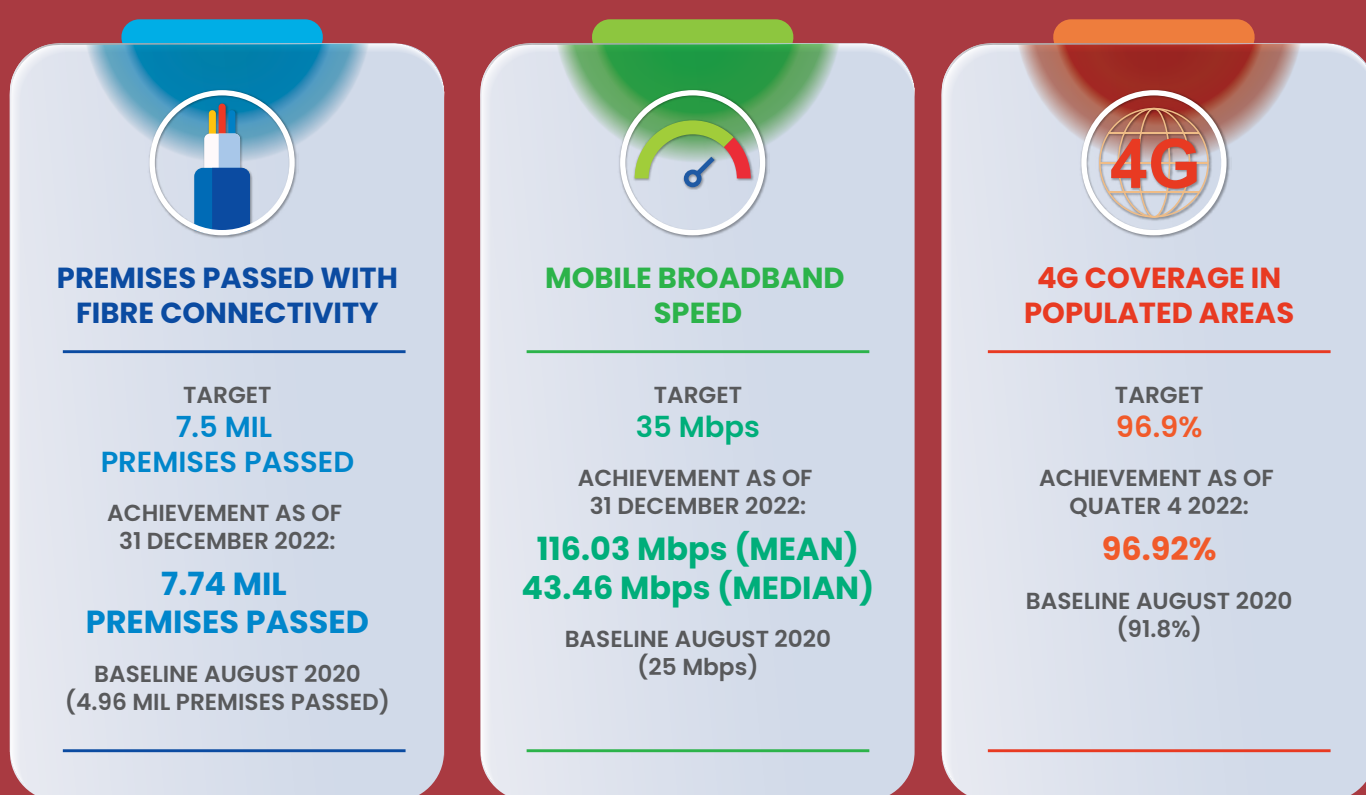 PREMISES PASSED WITH
FIBRE CONNECTIVITY
TARGET
7.5 MIL
PREMISES PASSED
ACHIEVEMENT AS OF
31 DECEMBER 2022:
7.74 MIL
PREMISES PASSED
BASELINE AUGUST 2020
(4.96 MIL PREMISES PASSED)
MOBILE BROADBAND
SPEED
TARGET
35 Mbps
ACHIEVEMENT AS OF
31 DECEMBER 2022:
116.03 Mbps (MEAN)
43.46 Mbps (MEDIAN)
BASELINE AUGUST 2020
(25 Mbps)
4G
4G COVERAGE IN
POPULATED AREAS
TARGET
96.9%
ACHIEVEMENT AS OF
QUATER 4 2022:
96.92%
BASELINE AUGUST 2020
(91.8%)